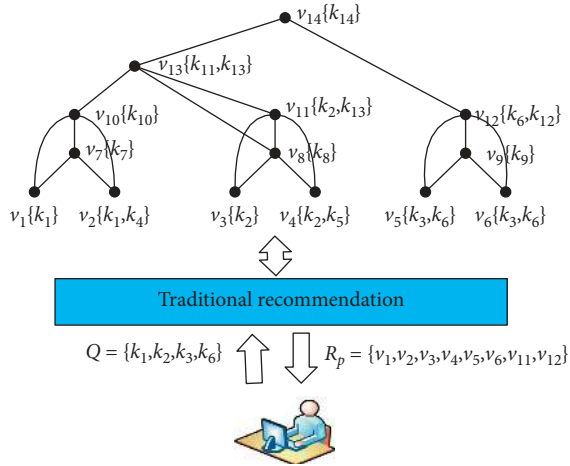 v14{k14}
v13{k11,k13}
v10{k10}
v11{k2,k13}
v12{k6,k12}
v7{k7}
v8{k8}
v9{k9}
v1{k1}
v2{k1,k4}
v3{k2}
v4{k2,k5}
v5{k3,k6}
v6{k3,k6}
Traditional recommendation
Q = {k1,k2,k3,k6}
Rp = {v1,v2,v3,v4,v5,v6,v11,v12}